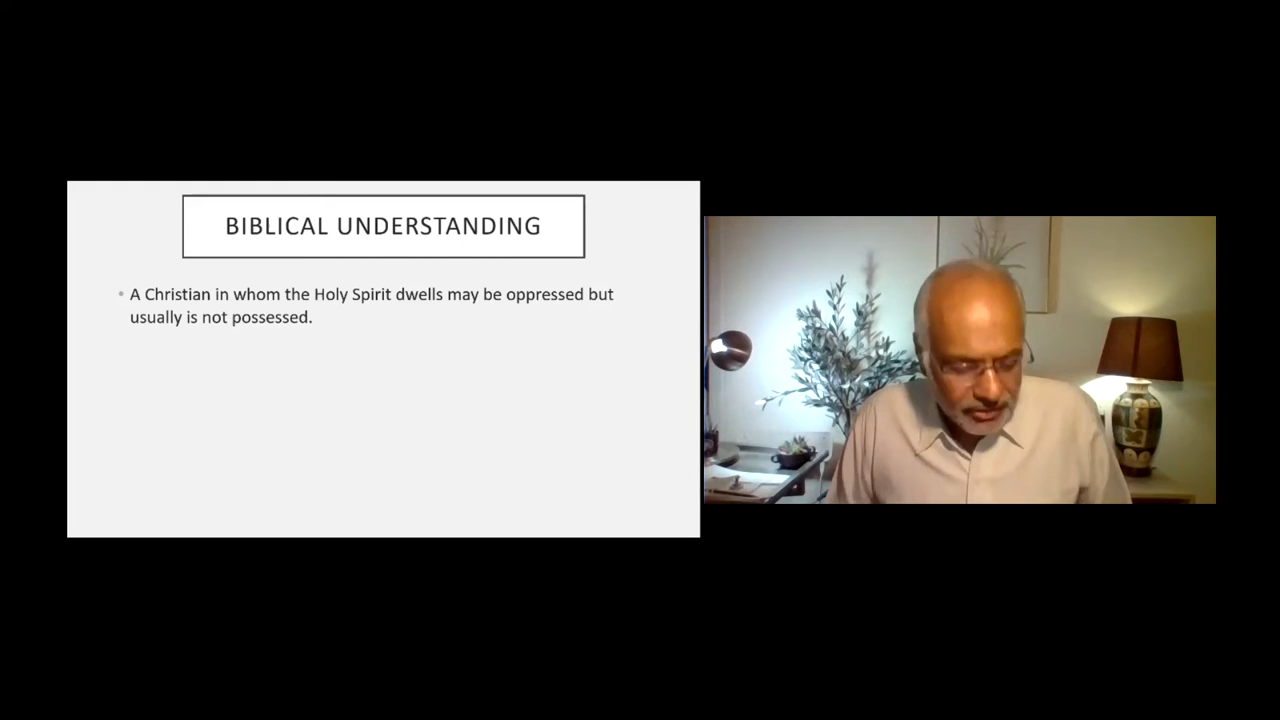 BIBLICAL UNDERSTANDING
• A Christian in whom the Holy Spirit dwells may be oppressed but
usually is not possessed.